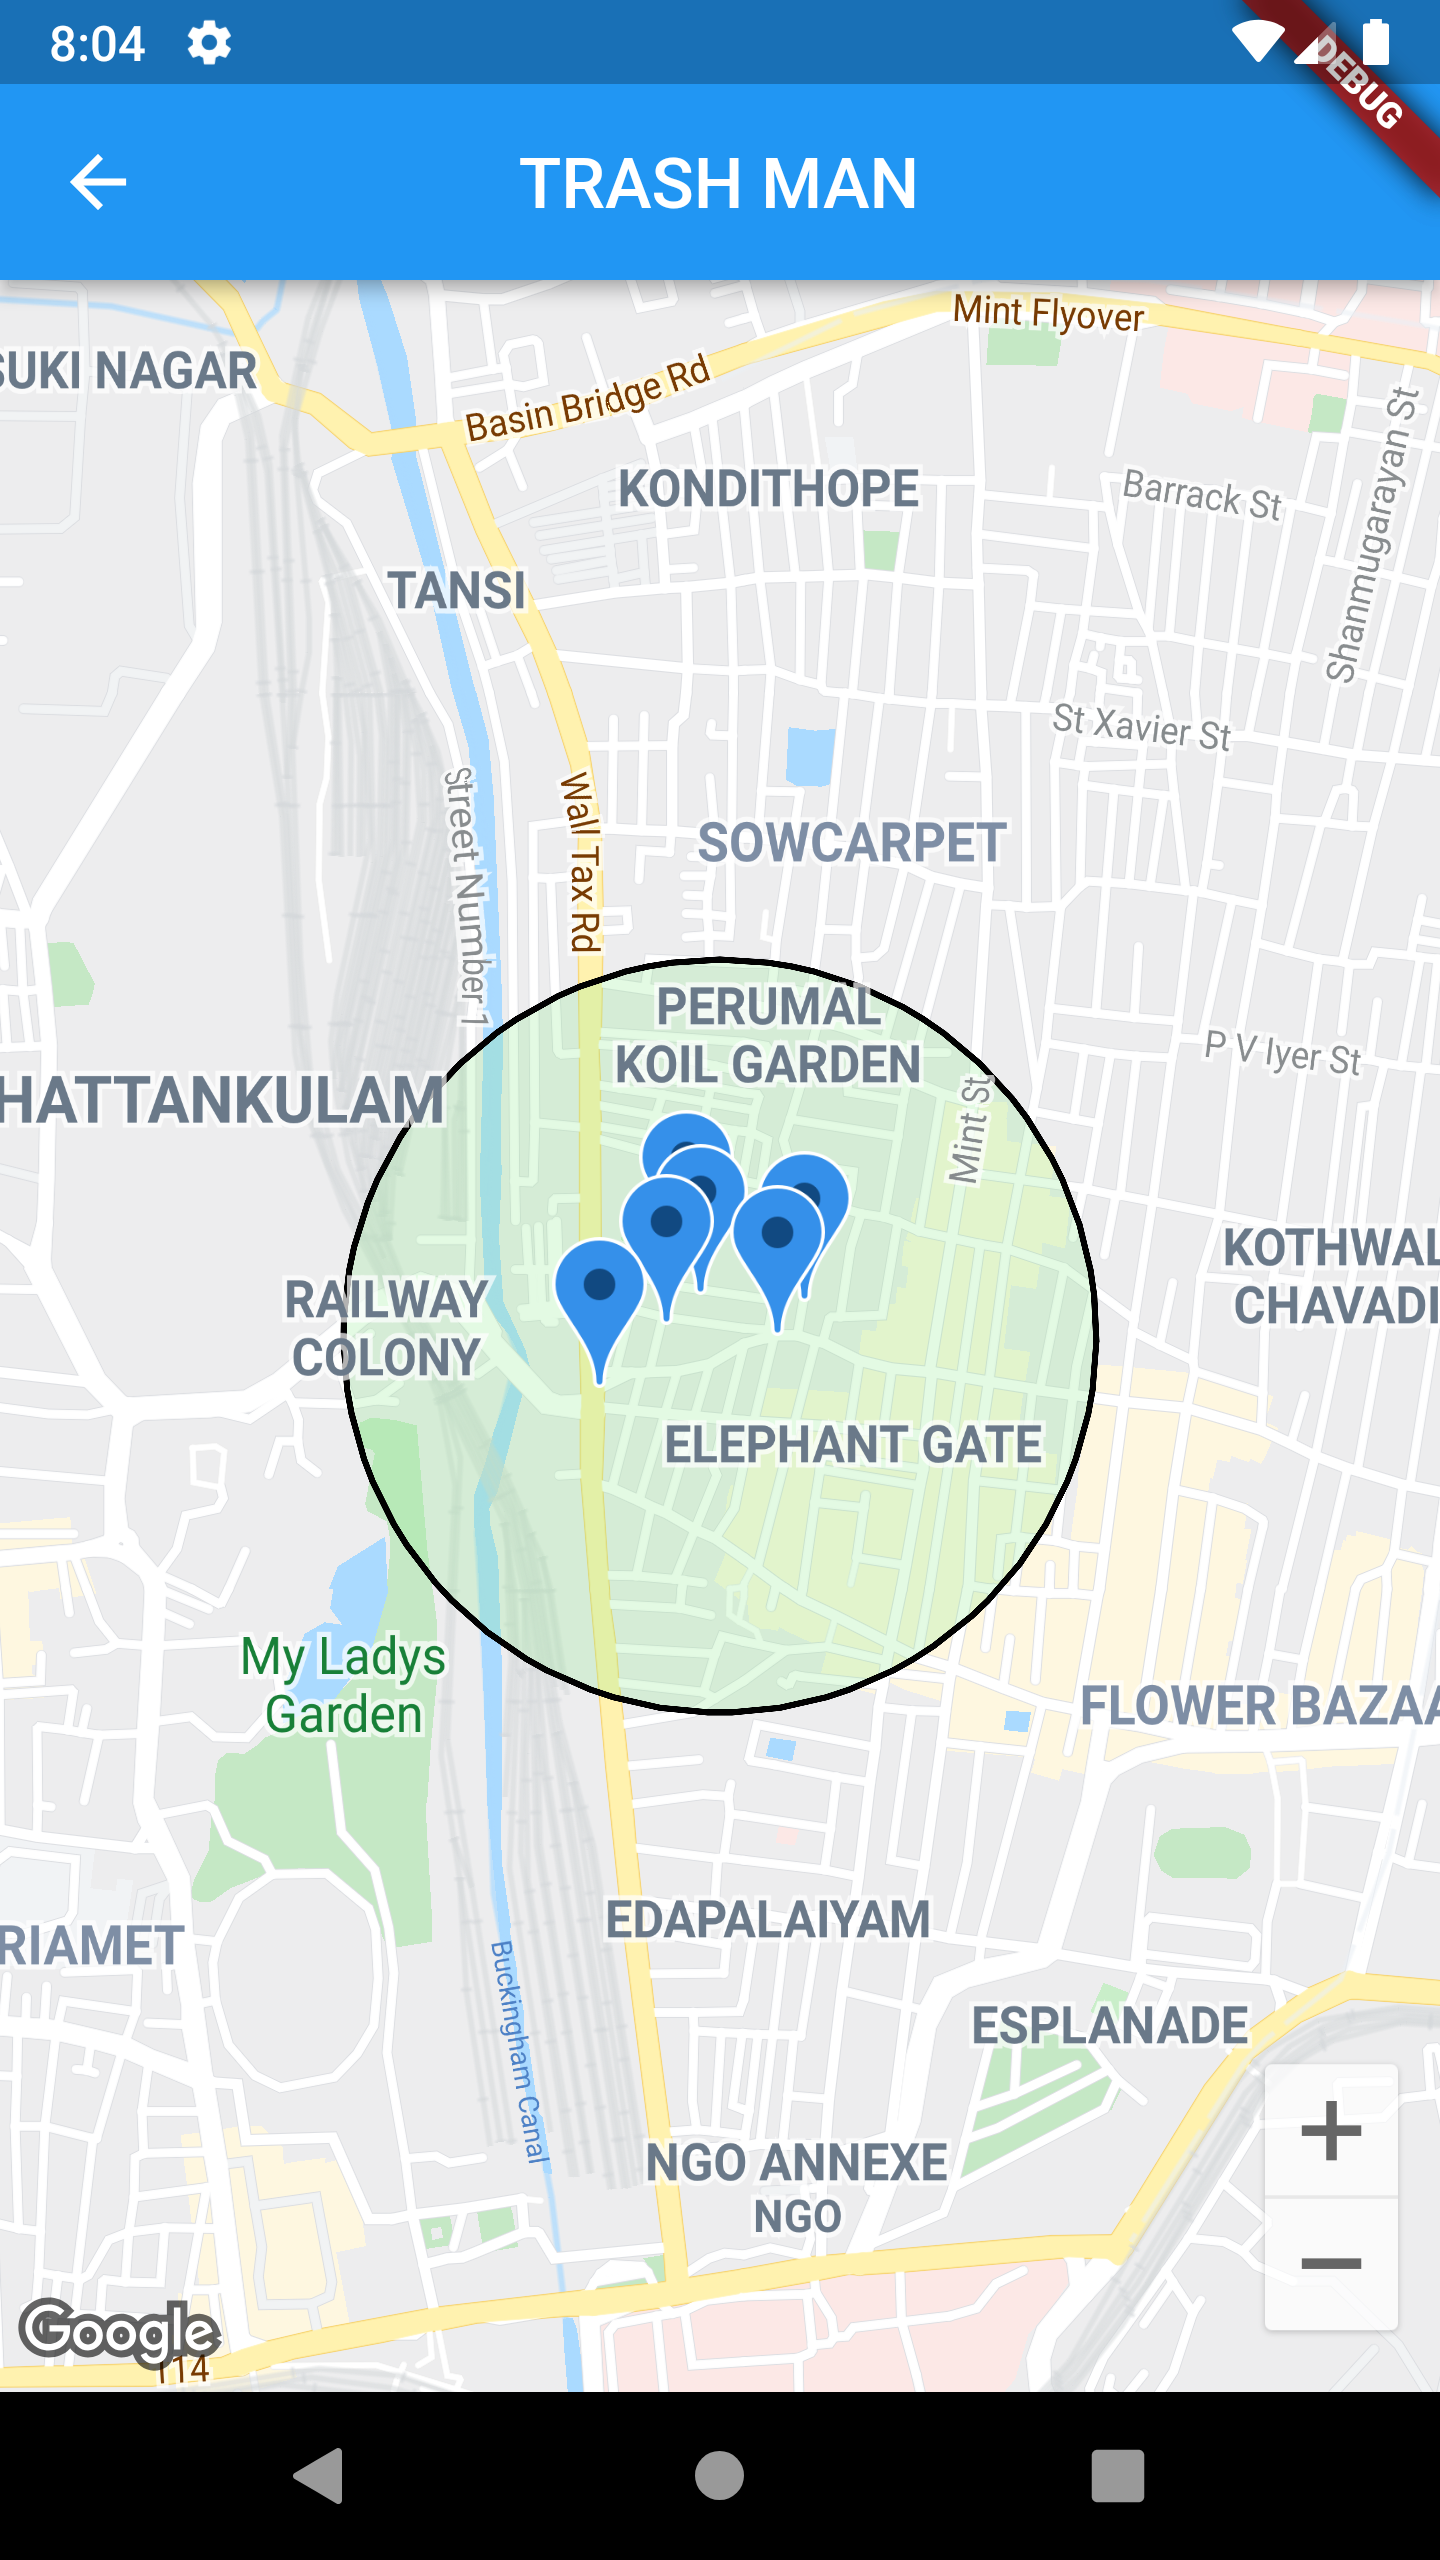 8:04
DEBUG
TRASH MAN
Mint Flyover
SUKI NAGAR
Basin Bridge Rd
KONDITHOPE
Barrack St
Shanmugarayan St
TANSI
St Xavier St
Street Number 1
Wall Tax Rd
SOWCARPET
PERUMAL
KOIL GARDEN
P V Iyer St
HATTANKULAM
Mint St
KOTHWAL
CHAVADI
RAILWAY
COLONY
ELEPHANT GATE
My Ladys
Garden
FLOWER BAZAA
EDAPALAIYAM
RIAMET
Buckingham Canal
ESPLANADE
NGO ANNEXE
NGO
Google
114